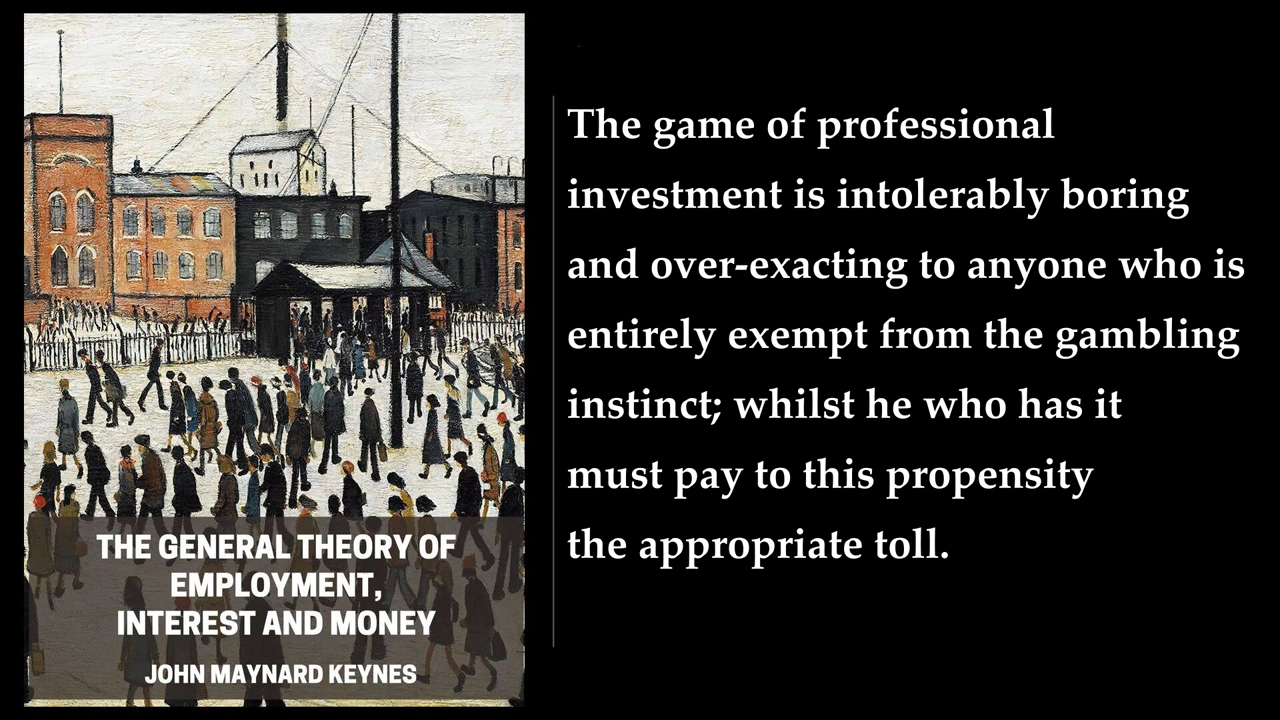 THE GENERAL THEORY OF
EMPLOYMENT,
INTEREST AND MONEY
JOHN MAYNARD KEYNES
The game of professional
investment is intolerably boring
and over-exacting to anyone who is
entirely exempt from the gambling
instinct; whilst he who has it
must pay to this propensity
the appropriate toll.